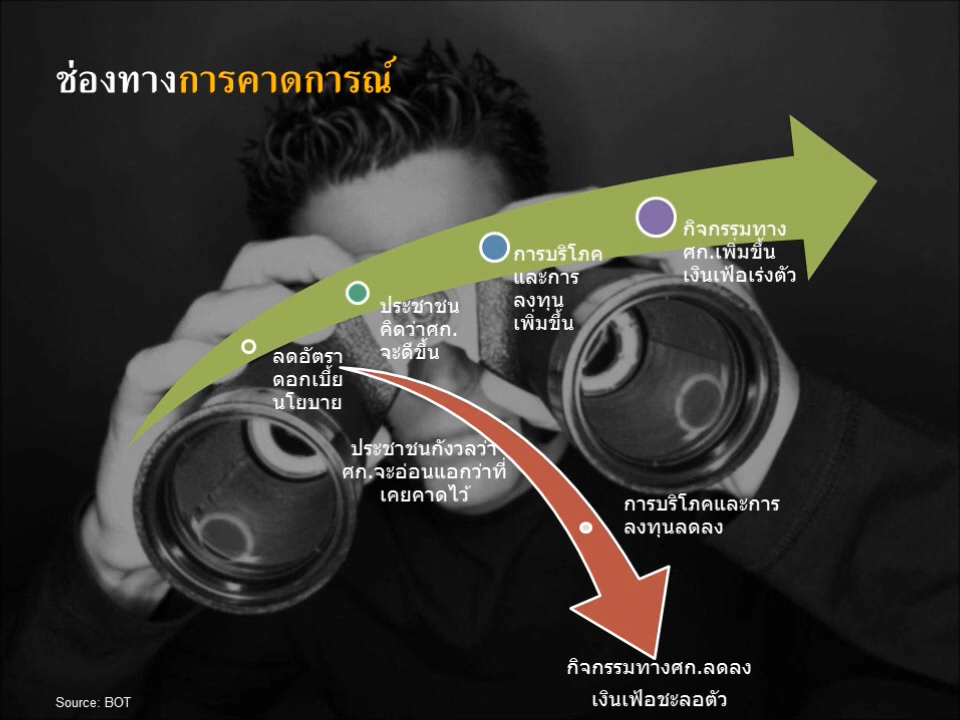 ช่องทางการคาดการณ์
กิจกรรมทาง
ศก.เพิ่มขึ้น
เงินเฟ้อเร่งตัว
การบริโภค
และการ
ลงทุน
เพิ่มขึ้น
ประชาชน
คิดว่าศก.
จะดีขึ้น
ลดอัตรา
ดอกเบี้ย
นโยบาย
ประชาชนกังวลว่า
ศก.จะอ่อนแอกว่าที่
เคยคาดไว้
การบริโภคและการ
ลงทุนลดลง
กิจกรรมทางศก.ลดลง
เงินเฟ้อชะลอตัว
Source: BOT